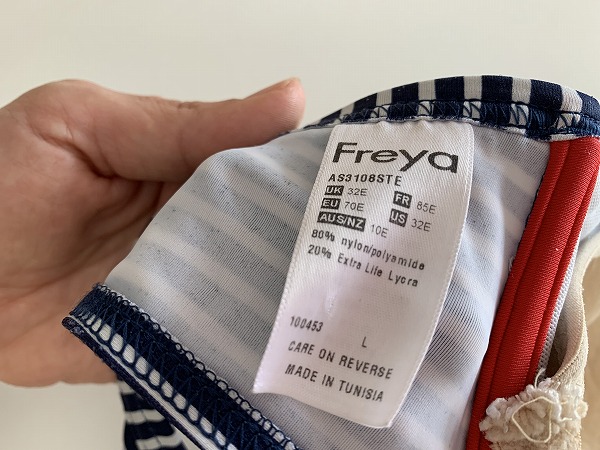 Freya
AS3108STE
UK 32E FR 85E
EU 70E US 32E
AUS/NZ 10E
80% nylon/polyamide
20% Extra Life Lycra
100453 L
CARE ON REVERSE
MADE IN TUNISIA